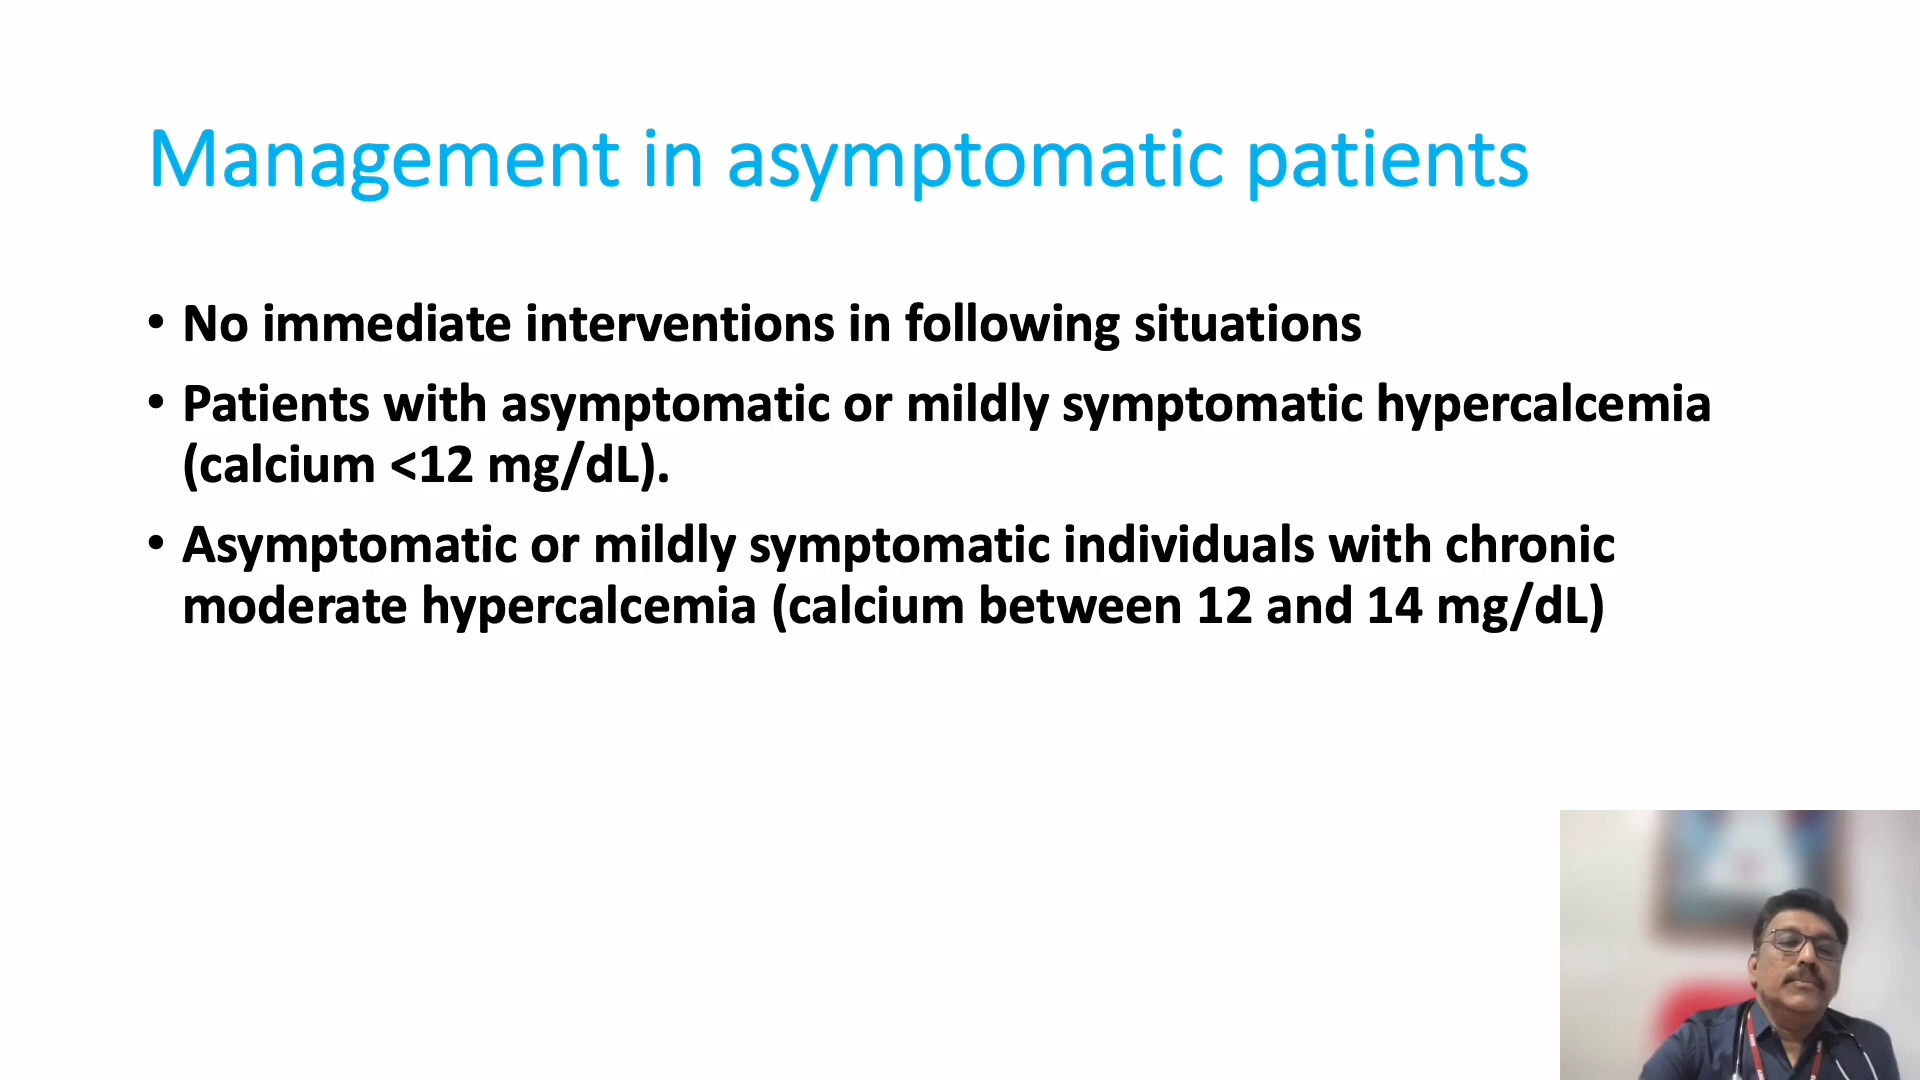 Management in asymptomatic patients
• No immediate interventions in following situations
• Patients with asymptomatic or mildly symptomatic hypercalcemia
(calcium <12 mg/dL).
• Asymptomatic or mildly symptomatic individuals with chronic
moderate hypercalcemia (calcium between 12 and 14 mg/dL)